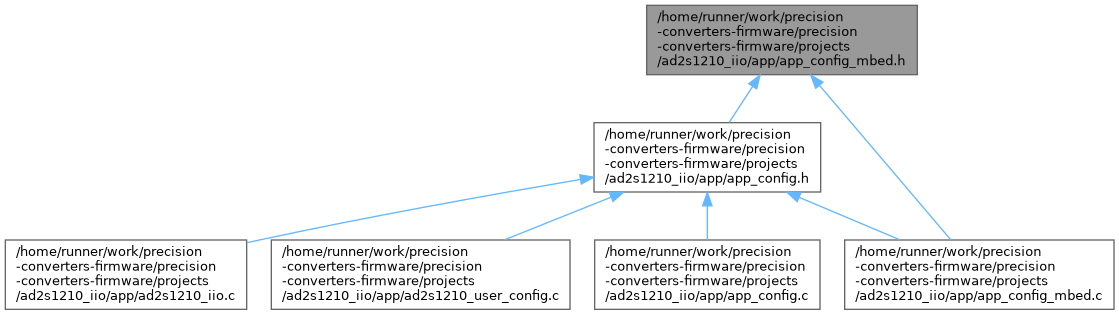 /home/runner/work/precision
-converters-firmware/precision
-converters-firmware/projects
/ad2s1210_iio/app/app_config_mbed.h
/home/runner/work/precision
-converters-firmware/precision
-converters-firmware/projects
/ad2s1210_iio/app/app_config.h
/home/runner/work/precision
-converters-firmware/precision
-converters-firmware/projects
/ad2s1210_iio/app/ad2s1210_iio.c
/home/runner/work/precision
-converters-firmware/precision
-converters-firmware/projects
/ad2s1210_iio/app/ad2s1210_user_config.c
/home/runner/work/precision
-converters-firmware/precision
-converters-firmware/projects
/ad2s1210_iio/app/app_config.c
/home/runner/work/precision
-converters-firmware/precision
-converters-firmware/projects
/ad2s1210_iio/app/app_config_mbed.c